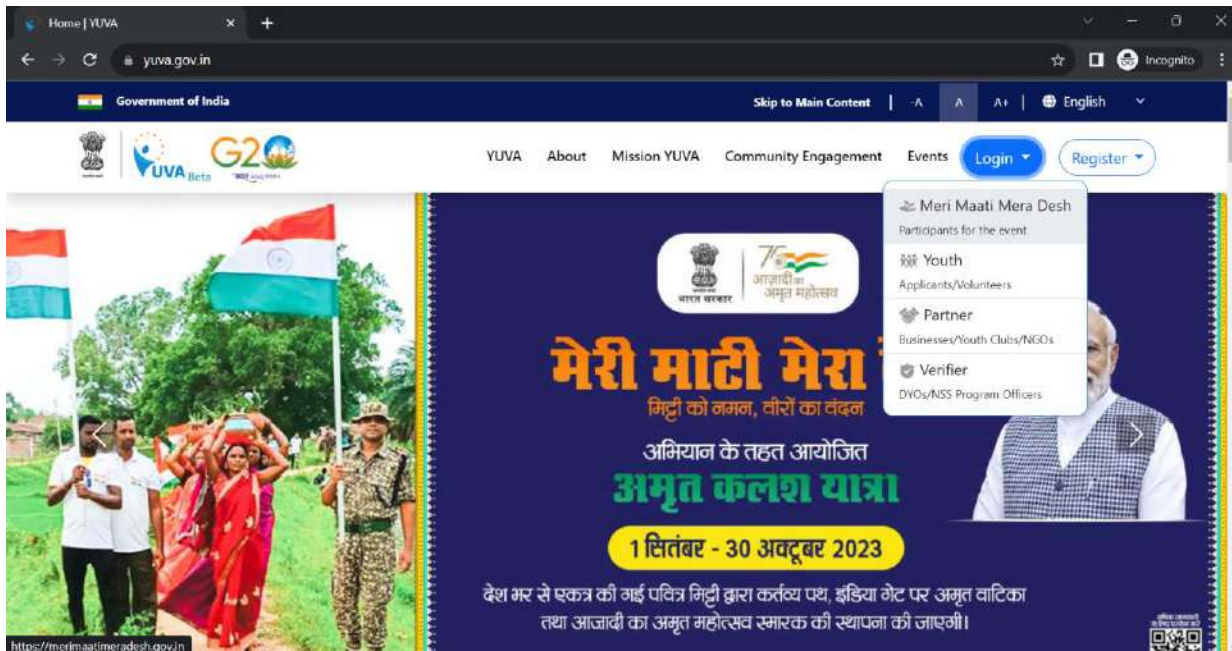 Home | YUVA
yuva.gov.in
Incognito
Government of India
Skip to Main Content | -A A A+ | English
YUVA Beta
G20
YUVA About Mission YUVA Community Engagement Events Login Register
Meri Maati Mera Desh
Participants for the event
Youth
Applicants/Volunteers
Partner
Businesses/Youth Clubs/NGOs
Verifier
DYOs/NSS Program Officers
भारत सरकार
आज़ादी का
अमृत महोत्सव
मेरी माटी मेरा
मिट्टी को नमन, वीरों का वंदन
अभियान के तहत आयोजित
अमृत कलश यात्रा
1 सितंबर - 30 अक्टूबर 2023
देश भर से एकत्र की गई पवित्र मिट्टी द्वारा कर्तव्य पथ, इंडिया गेट पर अमृत वाटिका
तथा आजादी का अमृत महोत्सव स्मारक की स्थापना की जाएगी।
https://merimaatimeradesh.gov.in